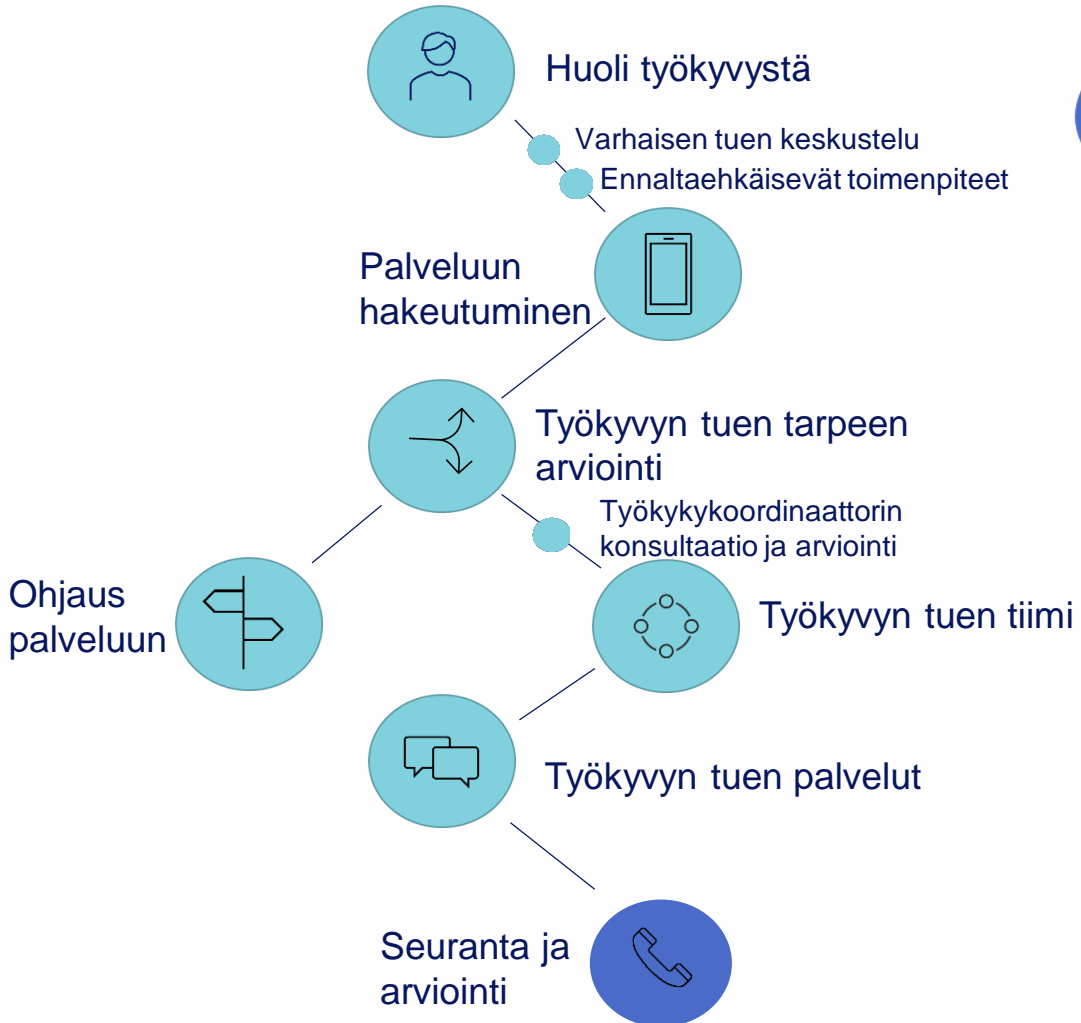 Huoli työkyvystä
Varhaisen tuen keskustelu
Ennaltaehkäisevät toimenpiteet
Palveluun
hakeutuminen
Työkyvyn tuen tarpeen
arviointi
Työkykykoordinaattorin
konsultaatio ja arviointi
Ohjaus
palveluun
Työkyvyn tuen tiimi
Työkyvyn tuen palvelut
Seuranta ja
arviointi